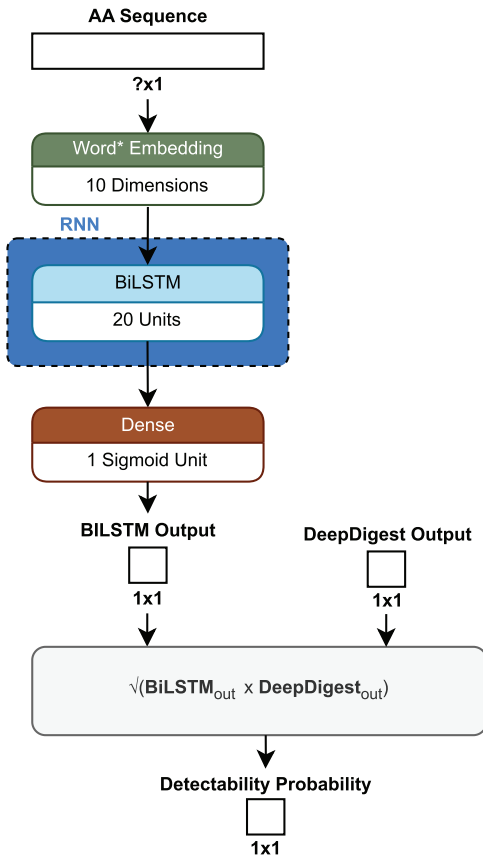 AA Sequence
?x1
Word* Embedding
10 Dimensions
RNN
BiLSTM
20 Units
Dense
1 Sigmoid Unit
BILSTM Output
1x1
DeepDigest Output
1x1
√(BiLSTMout x DeepDigestout)
Detectability Probability
1x1